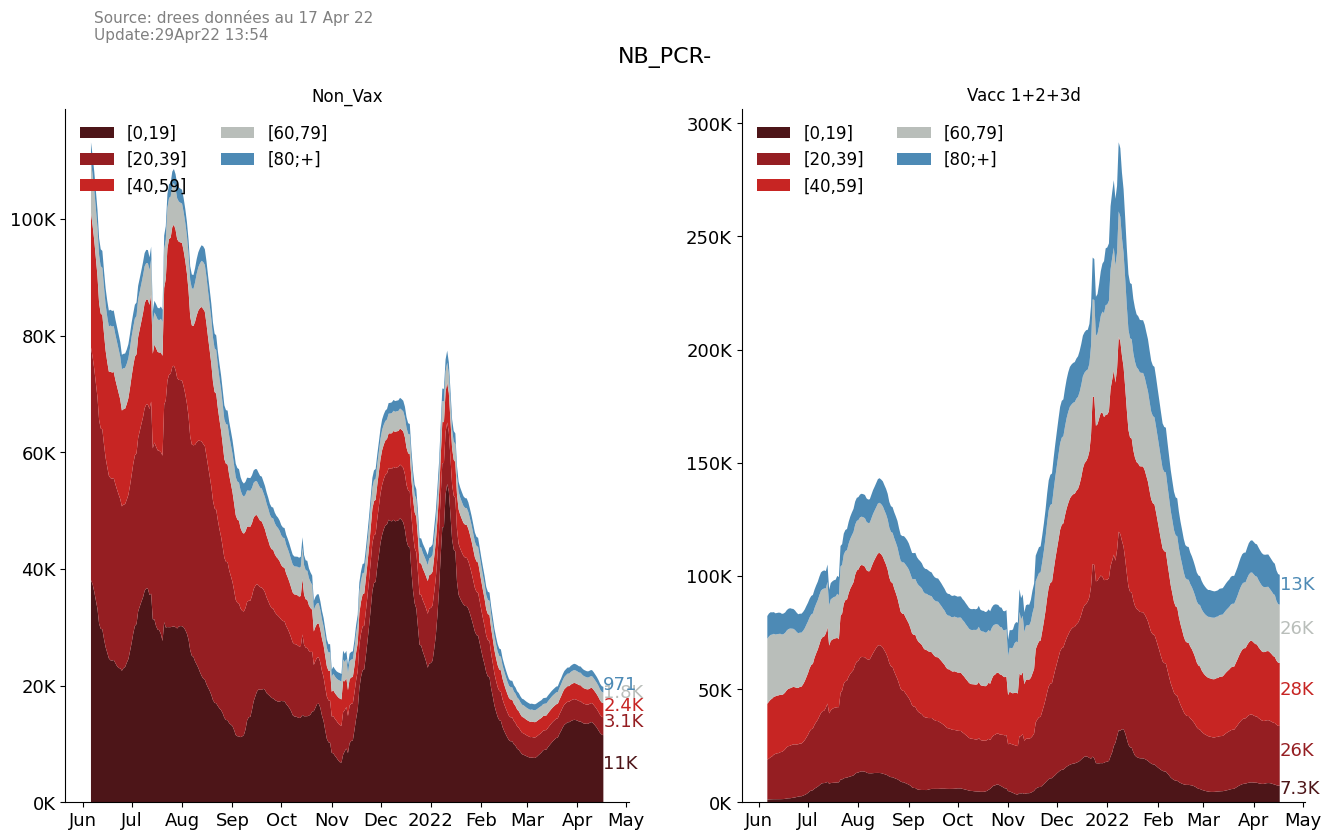 Source: drees données au 17 Apr 22
Update:29Apr22 13:54
NB_PCR-
Non_Vax
[0,19] [60,79]
[20,39] [80;+]
[40,59]
100K
80K
60K
40K
20K
0K
971
1.8K
2.4K
3.1K
11K
Jun Jul Aug Sep Oct Nov Dec 2022 Feb Mar Apr May
Vacc 1+2+3d
[0,19] [60,79]
[20,39] [80;+]
[40,59]
300K
250K
200K
150K
100K
50K
0K
13K
26K
28K
26K
7.3K
Jun Jul Aug Sep Oct Nov Dec 2022 Feb Mar Apr May